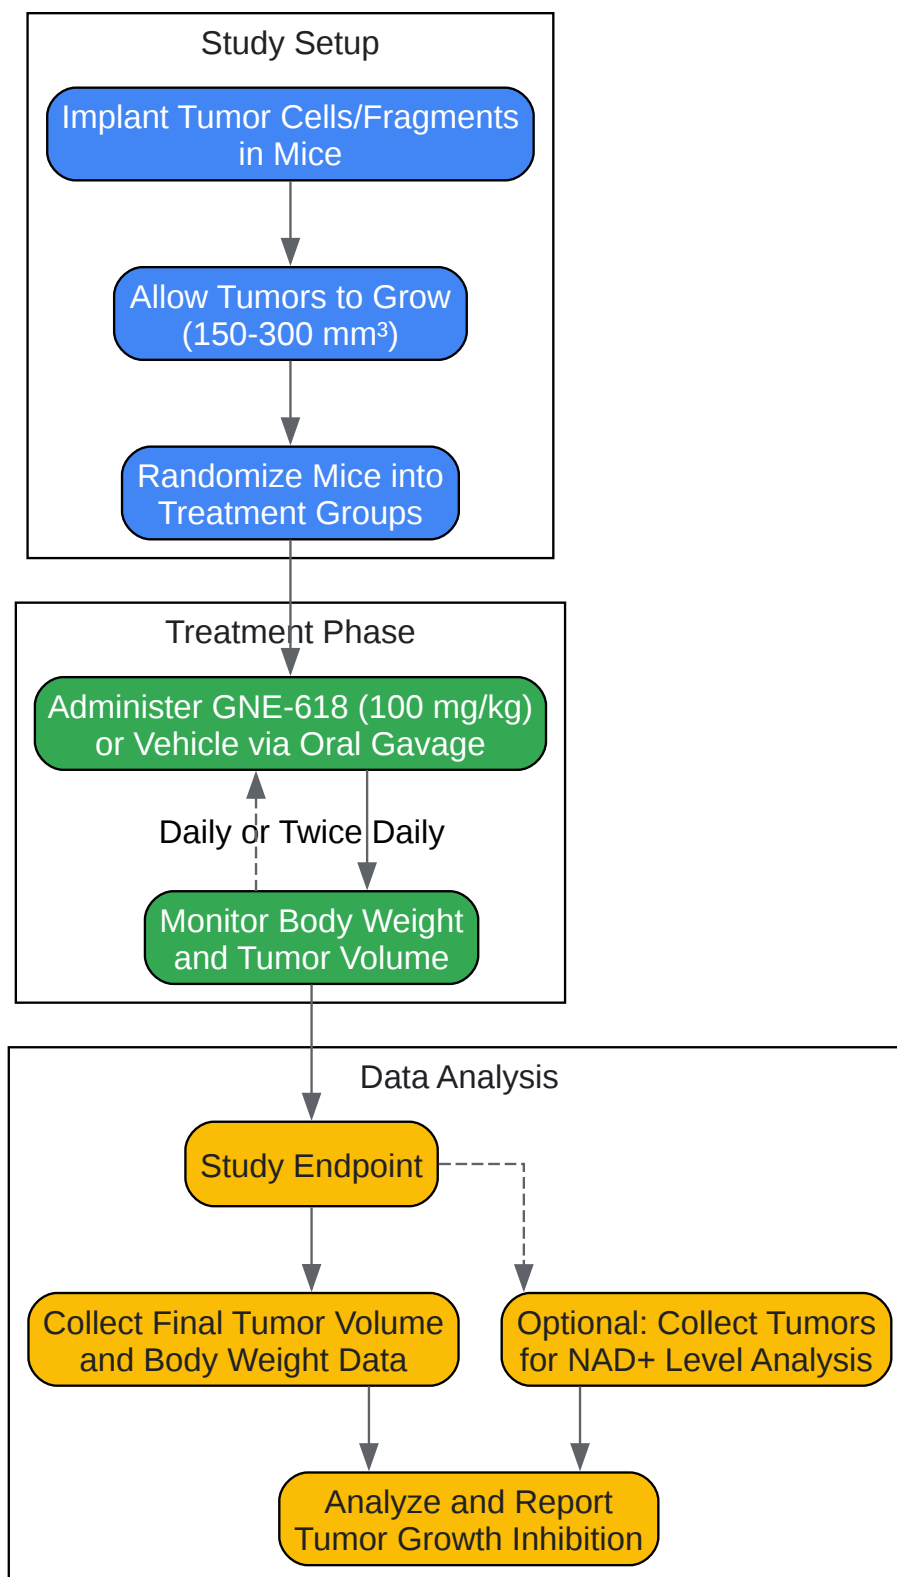 Study Setup
Implant Tumor Cells/Fragments
in Mice
Allow Tumors to Grow
(150-300 mm³)
Randomize Mice into
Treatment Groups
Treatment Phase
Administer GNE-618 (100 mg/kg)
or Vehicle via Oral Gavage
Daily or Twice Daily
Monitor Body Weight
and Tumor Volume
Data Analysis
Study Endpoint
Collect Final Tumor Volume
and Body Weight Data
Optional: Collect Tumors
for NAD+ Level Analysis
Analyze and Report
Tumor Growth Inhibition